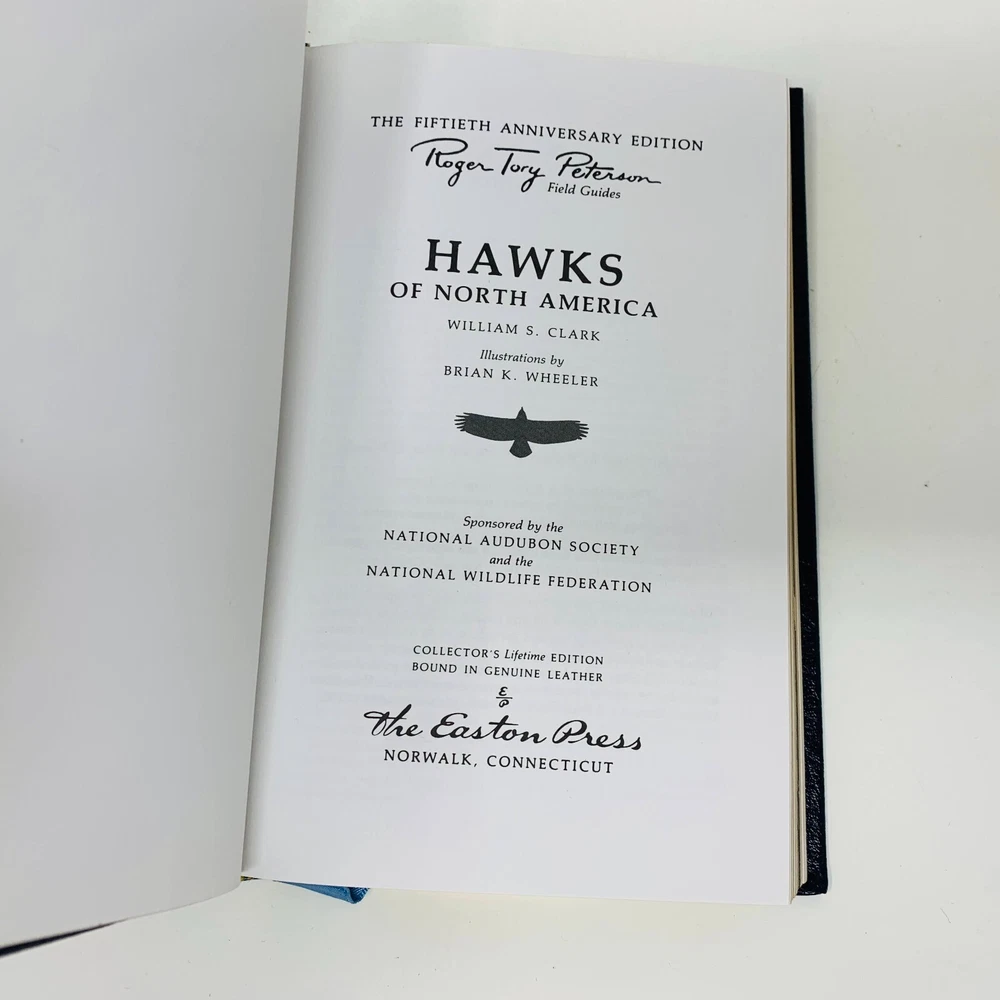 THE FIFTIETH ANNIVERSARY EDITION
Roger Tory Peterson
Field Guides
HAWKS
OF NORTH AMERICA
WILLIAM S. CLARK
Illustrations by
BRIAN K. WHEELER
Sponsored by the
NATIONAL AUDUBON SOCIETY
and the
NATIONAL WILDLIFE FEDERATION
COLLECTOR'S Lifetime EDITION
BOUND IN GENUINE LEATHER
E
P
The Easton Press
NORWALK, CONNECTICUT